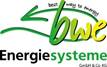 best way to energy!
bwe
Energiesysteme
GmbH & Co. KG